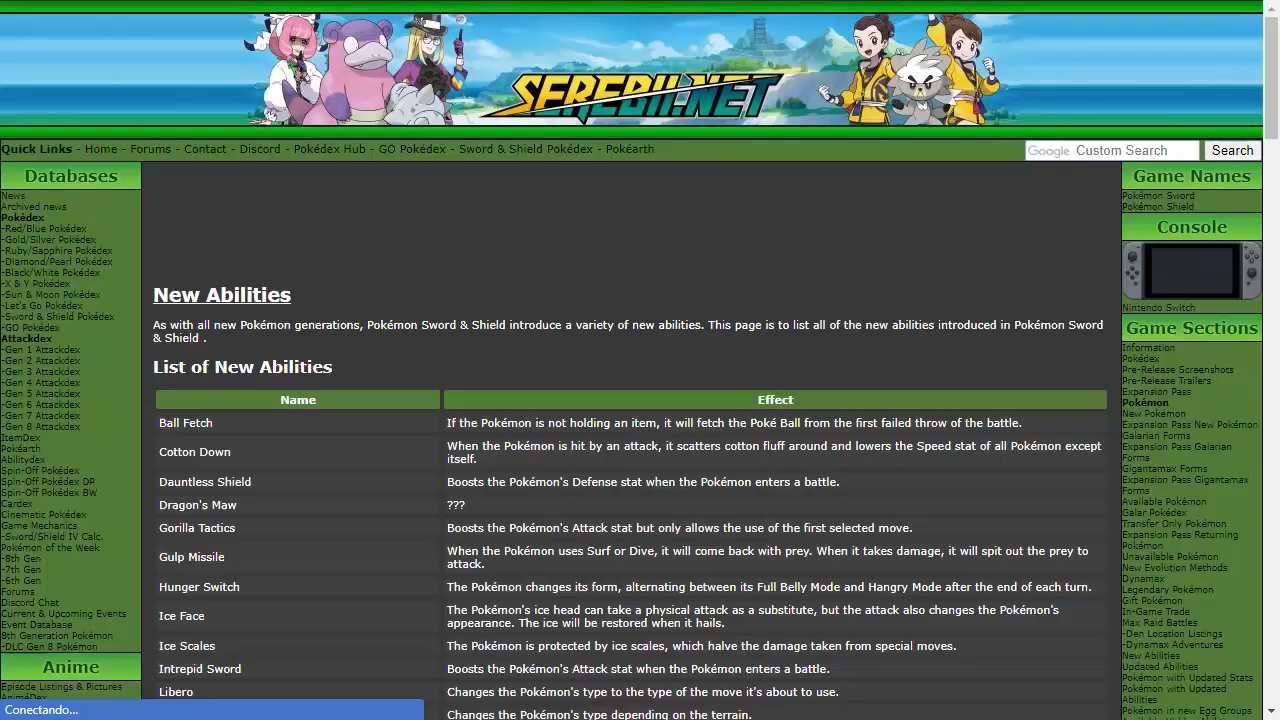 SEREBII.NET
Quick Links - Home - Forums - Contact - Discord - Pokédex Hub - GO Pokédex - Sword & Shield Pokédex - Pokéarth
Google Custom Search
Search
Databases
News
Archived news
Pokédex
-Red/Blue Pokédex
-Gold/Silver Pokédex
-Ruby/Sapphire Pokédex
-Diamond/Pearl Pokédex
-Black/White Pokédex
-X & Y Pokédex
-Sun & Moon Pokédex
-Let's Go Pokédex
-Sword & Shield Pokédex
-GO Pokédex
Attackdex
-Gen 1 Attackdex
-Gen 2 Attackdex
-Gen 3 Attackdex
-Gen 4 Attackdex
-Gen 5 Attackdex
-Gen 6 Attackdex
-Gen 7 Attackdex
-Gen 8 Attackdex
ItemDex
Pokéarth
Abilitydex
Spin-Off Pokédex
Spin-Off Pokédex DP
Spin-Off Pokédex BW
Cardex
Cinematic Pokédex
Game Mechanics
-Sword/Shield IV Calc.
Pokémon of the Week
-8th Gen
-7th Gen
-6th Gen
Forums
Discord Chat
Current & Upcoming Events
Event Database
8th Generation Pokémon
-DLC Gen 8 Pokémon
Anime
Episode Listings & Pictures
AniméDex
New Abilities
As with all new Pokémon generations, Pokémon Sword & Shield introduce a variety of new abilities. This page is to list all of the new abilities introduced in Pokémon Sword
& Shield .
List of New Abilities
Name Effect
Ball Fetch If the Pokémon is not holding an item, it will fetch the Poké Ball from the first failed throw of the battle.
Cotton Down When the Pokémon is hit by an attack, it scatters cotton fluff around and lowers the Speed stat of all Pokémon except
itself.
Dauntless Shield Boosts the Pokémon's Defense stat when the Pokémon enters a battle.
Dragon's Maw ???
Gorilla Tactics Boosts the Pokémon's Attack stat but only allows the use of the first selected move.
Gulp Missile When the Pokémon uses Surf or Dive, it will come back with prey. When it takes damage, it will spit out the prey to
attack.
Hunger Switch The Pokémon changes its form, alternating between its Full Belly Mode and Hangry Mode after the end of each turn.
Ice Face The Pokémon's ice head can take a physical attack as a substitute, but the attack also changes the Pokémon's
appearance. The ice will be restored when it hails.
Ice Scales The Pokémon is protected by ice scales, which halve the damage taken from special moves.
Intrepid Sword Boosts the Pokémon's Attack stat when the Pokémon enters a battle.
Libero Changes the Pokémon's type to the type of the move it's about to use.
Changes the Pokémon's type depending on the terrain.
Game Names
Pokémon Sword
Pokémon Shield
Console
Nintendo Switch
Game Sections
Information
Pokédex
Pre-Release Screenshots
Pre-Release Trailers
Expansion Pass
Pokémon
New Pokémon
Expansion Pass New Pokémon
Galarian Forms
Expansion Pass Galarian
Forms
Gigantamax Forms
Expansion Pass Gigantamax
Forms
Available Pokémon
Galar Pokédex
Transfer Only Pokémon
Expansion Pass Returning
Pokémon
Unavailable Pokémon
New Evolution Methods
Dynamax
Legendary Pokémon
Gift Pokémon
In-Game Trade
Max Raid Battles
-Den Location Listings
-Dynamax Adventures
New Abilities
Updated Abilities
Pokémon with Updated Stats
Pokémon with Updated
Abilities
Pokémon in new Egg Groups
Conectando...